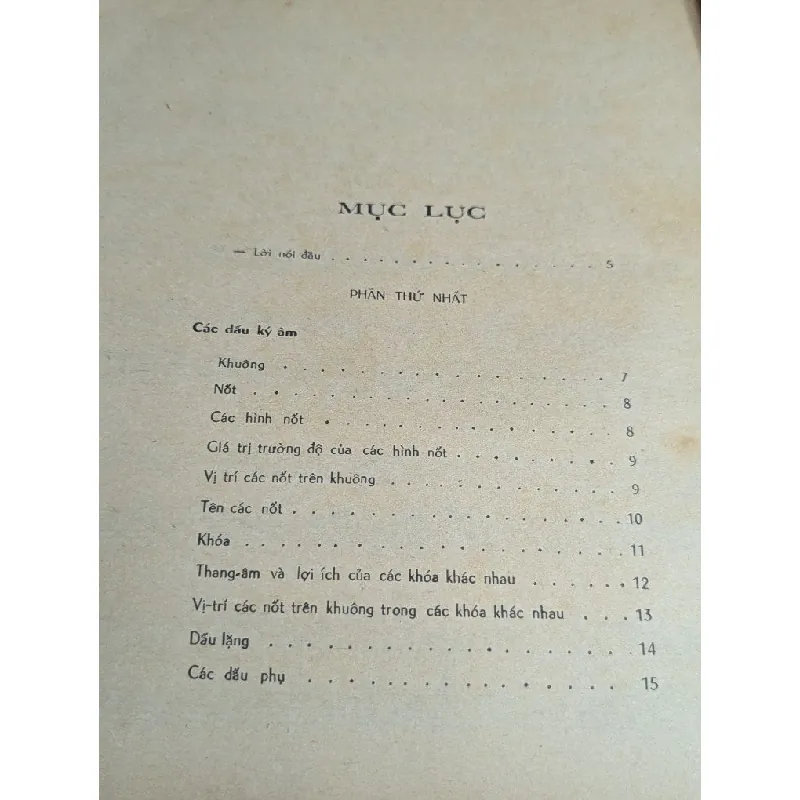 MỤC LỤC
— Lời nói đầu . . . . . . . . . . . . . . . . 5
PHẦN THỨ NHẤT
Các dấu ký âm
Khuông . . . . . . . . . . . . . . . . . 7
Nốt . . . . . . . . . . . . . . . . . . . 8
Các hình nốt . . . . . . . . . . . . . . . 8
Giá trị trường độ của các hình nốt . . . . . . . . 9
Vị trí các nốt trên khuông . . . . . . . . . . . . 9
Tên các nốt . . . . . . . . . . . . . . . . . 10
Khóa . . . . . . . . . . . . . . . . . . . 11
Thang-âm và lợi ích của các khóa khác nhau . . . . . . 12
Vị-trí các nốt trên khuông trong các khóa khác nhau . . . 13
Dấu lặng . . . . . . . . . . . . . . . . . . 14
Các dấu phụ . . . . . . . . . . . . . . . . 15